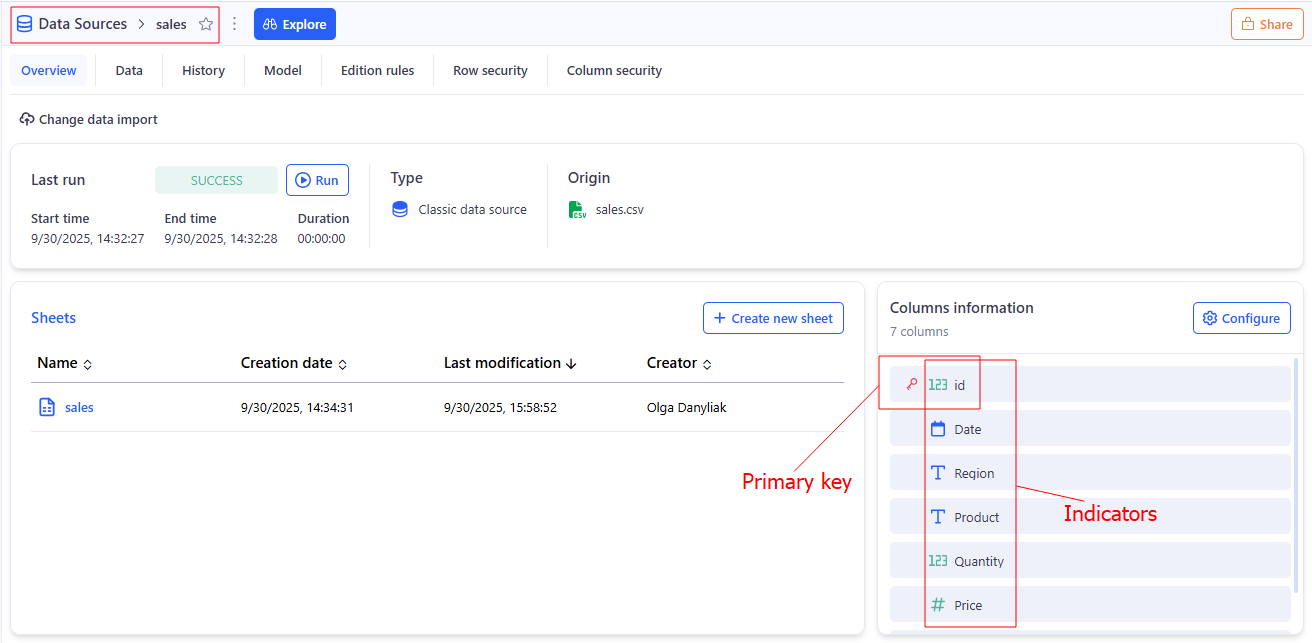 Data Sources > sales
Explore
Share
Overview Data History Model Edition rules Row security Column security
Change data import
Last run SUCCESS Run
Start time End time Duration
9/30/2025, 14:32:27 9/30/2025, 14:32:28 00:00:00
Type
Classic data source
Origin
CSV sales.csv
Sheets
Create new sheet
Name Creation date Last modification Creator
sales 9/30/2025, 14:34:31 9/30/2025, 15:58:52 Olga Danyliak
Columns information
7 columns
Configure
123 id
Date
T Region
T Product
123 Quantity
# Price
Primary key
Indicators